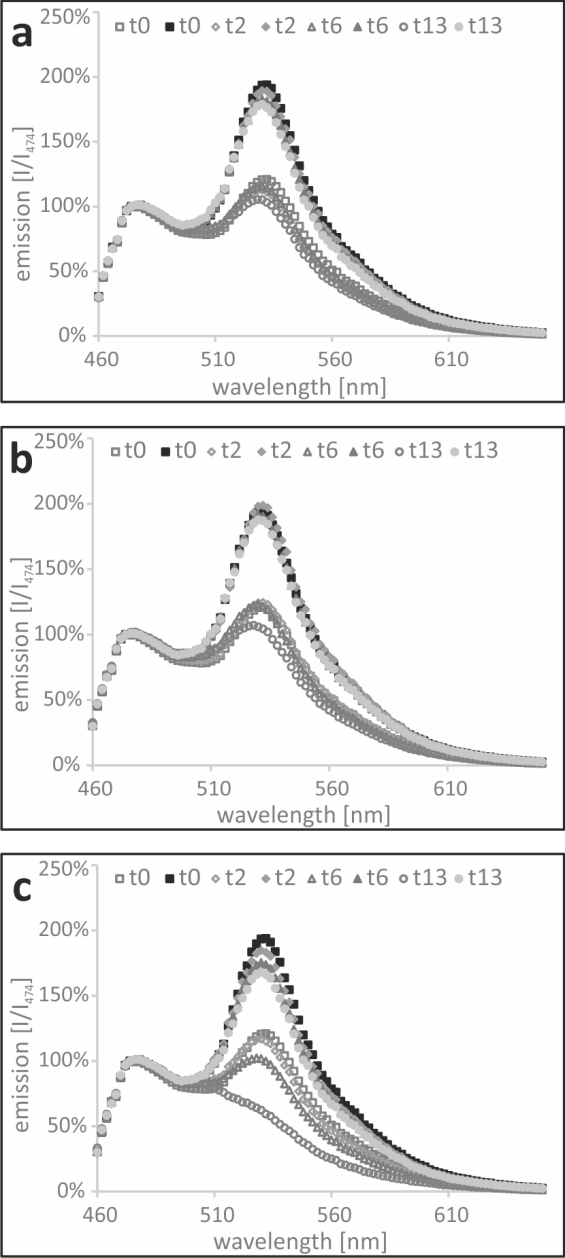 a
250%
□ t0 ■ t0 ◇ t2 ◆ t2 △ t6 ▲ t6 ○ t13 ● t13
200%
150%
100%
50%
0%
emission [I/I474]
460 510 560 610
wavelength [nm]
b
250%
□ t0 ■ t0 ◇ t2 ◆ t2 △ t6 ▲ t6 ○ t13 ● t13
200%
150%
100%
50%
0%
emission [I/I474]
460 510 560 610
wavelength [nm]
c
250%
□ t0 ■ t0 ◇ t2 ◆ t2 △ t6 ▲ t6 ○ t13 ● t13
200%
150%
100%
50%
0%
emission [I/I474]
460 510 560 610
wavelength [nm]